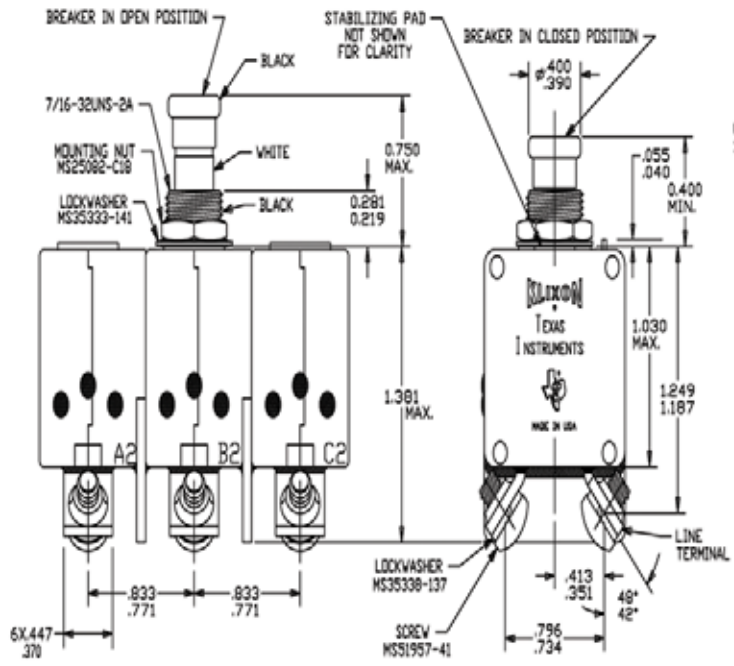 BREAKER IN OPEN POSITION
BLACK
7/16-32UNS-2A
MOUNTING NUT
MS25082-C18
WHITE
LOCKWASHER
MS35333-141
BLACK
0.750
MAX.
0.281
0.219
STABILIZING PAD
NOT SHOWN
FOR CLARITY
BREAKER IN CLOSED POSITION
ø.400
.390
.055
.040
0.400
MIN.
KLIXON
TEXAS
INSTRUMENTS
MADE IN USA
1.030
MAX.
1.249
1.187
1.381
MAX.
A2
B2
C2
.833
.771
.833
.771
6X.447
.370
LOCKWASHER
MS35338-137
SCREW
MS51957-41
LINE
TERMINAL
.413
.351
48°
42°
.796
.734